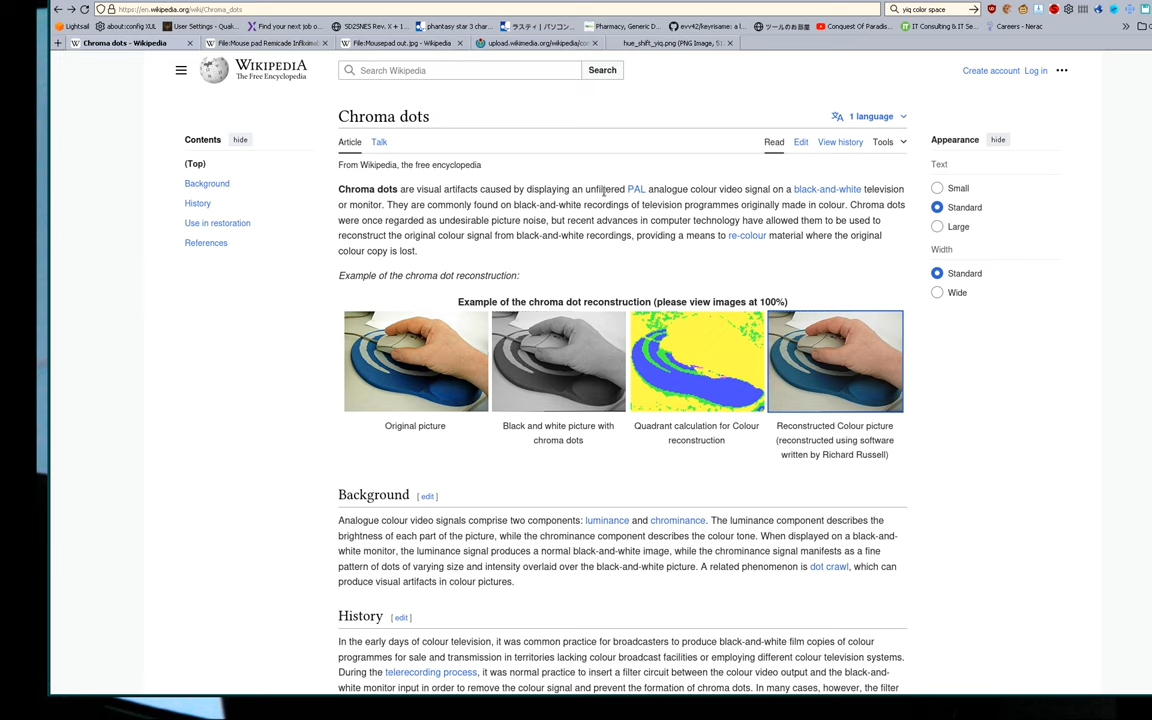 https://en.wikipedia.org/wiki/Chroma_dots
yiq color space
Lightsail
about:config XUL
User Settings - Quak...
Find your next job o...
SD2SNES Rev. X + 1...
phantasy star 3 char...
ラスティ | パソコン...
Pharmacy, Generic D...
GitHub - evv42/keyrisame: a l...
ツールのお部屋
Conquest Of Paradis...
IT Consulting & IT Se...
Careers - Nerac
Chroma dots - Wikipedia
File:Mouse pad Remicade Infliximab
File:Mousepad out.jpg - Wikipedia
upload.wikimedia.org/wikipedia/con
hue_shift_yiq.png (PNG Image, 51
WIKIPEDIA
The Free Encyclopedia
Search Wikipedia
Search
Create account
Log in
Contents
hide
(Top)
Background
History
Use in restoration
References
Chroma dots
1 language
Article
Talk
Read
Edit
View history
Tools
From Wikipedia, the free encyclopedia
Chroma dots are visual artifacts caused by displaying an unfiltered PAL analogue colour video signal on a black-and-white television
or monitor. They are commonly found on black-and-white recordings of television programmes originally made in colour. Chroma dots
were once regarded as undesirable picture noise, but recent advances in computer technology have allowed them to be used to
reconstruct the original colour signal from black-and-white recordings, providing a means to re-colour material where the original
colour copy is lost.
Example of the chroma dot reconstruction:
Example of the chroma dot reconstruction (please view images at 100%)
Original picture
Black and white picture with
chroma dots
Quadrant calculation for Colour
reconstruction
Reconstructed Colour picture
(reconstructed using software
written by Richard Russell)
Background
[ edit ]
Analogue colour video signals comprise two components: luminance and chrominance. The luminance component describes the
brightness of each part of the picture, while the chrominance component describes the colour tone. When displayed on a black-and-
white monitor, the luminance signal produces a normal black-and-white image, while the chrominance signal manifests as a fine
pattern of dots of varying size and intensity overlaid over the black-and-white picture. A related phenomenon is dot crawl, which can
produce visual artifacts in colour pictures.
History
[ edit ]
In the early days of colour television, it was common practice for broadcasters to produce black-and-white film copies of colour
programmes for sale and transmission in territories lacking colour broadcast facilities or employing different colour television systems.
During the telerecording process, it was normal practice to insert a filter circuit between the colour video output and the black-and-
white monitor input in order to remove the colour signal and prevent the formation of chroma dots. In many cases, however, the filter
Appearance
hide
Text
Small
Standard
Large
Width
Standard
Wide